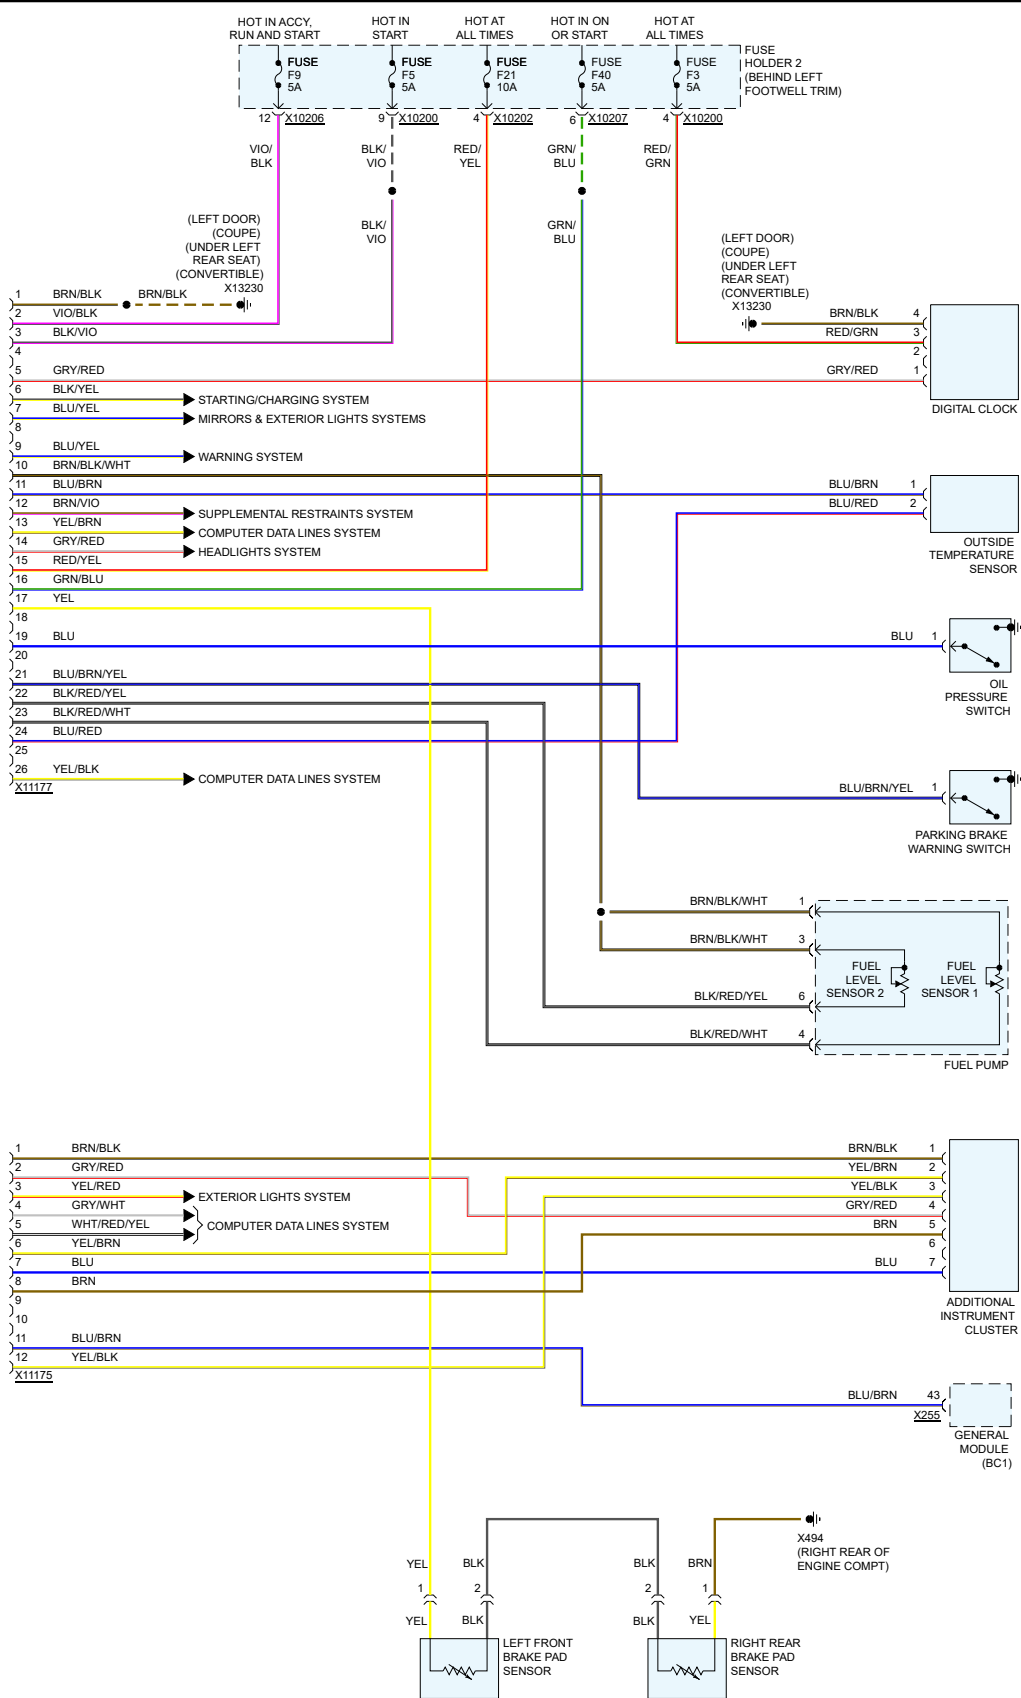 HOT IN ACCY,
RUN AND START
HOT IN
START
HOT AT
ALL TIMES
HOT IN ON
OR START
HOT AT
ALL TIMES
FUSE
F9
5A
FUSE
F5
5A
FUSE
F21
10A
FUSE
F40
5A
FUSE
F3
5A
FUSE
HOLDER 2
(BEHIND LEFT
FOOTWELL TRIM)
12 X10206
9 X10200
4 X10202
6 X10207
4 X10200
VIO/
BLK
BLK/
VIO
RED/
YEL
GRN/
BLU
RED/
GRN
BLK/
VIO
GRN/
BLU
(LEFT DOOR)
(COUPE)
(UNDER LEFT
REAR SEAT)
(CONVERTIBLE)
X13230
(LEFT DOOR)
(COUPE)
(UNDER LEFT
REAR SEAT)
(CONVERTIBLE)
X13230
1 BRN/BLK BRN/BLK
2 VIO/BLK
3 BLK/VIO
4
5 GRY/RED
6 BLK/YEL
STARTING/CHARGING SYSTEM
7 BLU/YEL
MIRRORS & EXTERIOR LIGHTS SYSTEMS
8
9 BLU/YEL
WARNING SYSTEM
10 BRN/BLK/WHT
11 BLU/BRN
12 BRN/VIO
SUPPLEMENTAL RESTRAINTS SYSTEM
13 YEL/BRN
COMPUTER DATA LINES SYSTEM
14 GRY/RED
HEADLIGHTS SYSTEM
15 RED/YEL
16 GRN/BLU
17 YEL
18
19 BLU
20
21 BLU/BRN/YEL
22 BLK/RED/YEL
23 BLK/RED/WHT
24 BLU/RED
25
26 YEL/BLK
COMPUTER DATA LINES SYSTEM
X11177
BRN/BLK 4
RED/GRN 3
2
GRY/RED 1
DIGITAL CLOCK
BLU/BRN 1
BLU/RED 2
OUTSIDE
TEMPERATURE
SENSOR
BLU 1
OIL
PRESSURE
SWITCH
BLU/BRN/YEL 1
PARKING BRAKE
WARNING SWITCH
BRN/BLK/WHT 1
BRN/BLK/WHT 3
BLK/RED/YEL 6
BLK/RED/WHT 4
FUEL
LEVEL
SENSOR 2
FUEL
LEVEL
SENSOR 1
FUEL PUMP
1 BRN/BLK
2 GRY/RED
3 YEL/RED
EXTERIOR LIGHTS SYSTEM
4 GRY/WHT
5 WHT/RED/YEL
COMPUTER DATA LINES SYSTEM
6 YEL/BRN
7 BLU
8 BRN
9
10
11 BLU/BRN
12 YEL/BLK
X11175
BRN/BLK 1
YEL/BRN 2
YEL/BLK 3
GRY/RED 4
BRN 5
6
BLU 7
ADDITIONAL
INSTRUMENT
CLUSTER
BLU/BRN 43
X255
GENERAL
MODULE
(BC1)
X494
(RIGHT REAR OF
ENGINE COMPT)
YEL BLK BLK BRN
1 2 2 1
YEL BLK BLK YEL
LEFT FRONT
BRAKE PAD
SENSOR
RIGHT REAR
BRAKE PAD
SENSOR